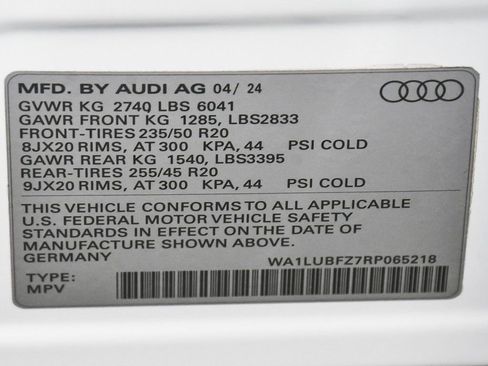 MFD. BY AUDI AG 04/ 24
GVWR KG 2740 LBS 6041
GAWR FRONT KG 1285, LBS2833
FRONT-TIRES 235/50 R20
8JX20 RIMS, AT 300 KPA, 44 PSI COLD
GAWR REAR KG 1540, LBS3395
REAR-TIRES 255/45 R20
9JX20 RIMS, AT 300 KPA, 44 PSI COLD
THIS VEHICLE CONFORMS TO ALL APPLICABLE
U.S. FEDERAL MOTOR VEHICLE SAFETY
STANDARDS IN EFFECT ON THE DATE OF
MANUFACTURE SHOWN ABOVE.
GERMANY WA1LUBFZ7RP065218
TYPE:
MPV